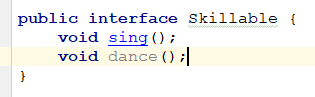 public interface Skillable {
    void sing();
    void dance();
}